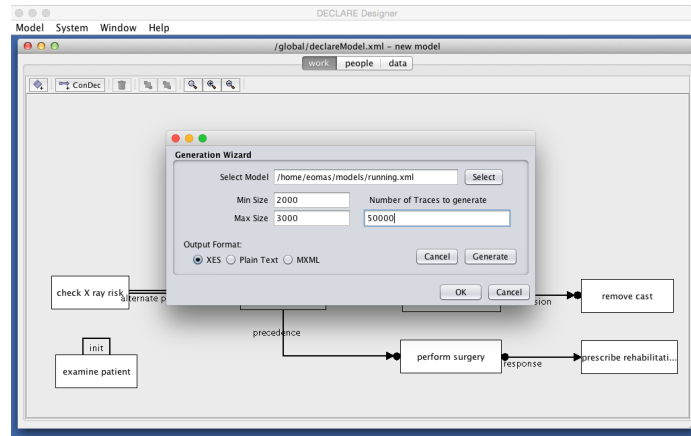 DECLARE Designer
Model System Window Help
/global/declareModel.xml – new model
work people data
ConDec
Generation Wizard
Select Model /home/eomas/models/running.xml Select
Min Size 2000 Number of Traces to generate
Max Size 3000 50000
Output Format:
XES Plain Text MXML Cancel Generate
OK Cancel
check X ray risk
alternate p
sion
remove cast
precedence
init
examine patient
perform surgery
response
prescribe rehabilitati...